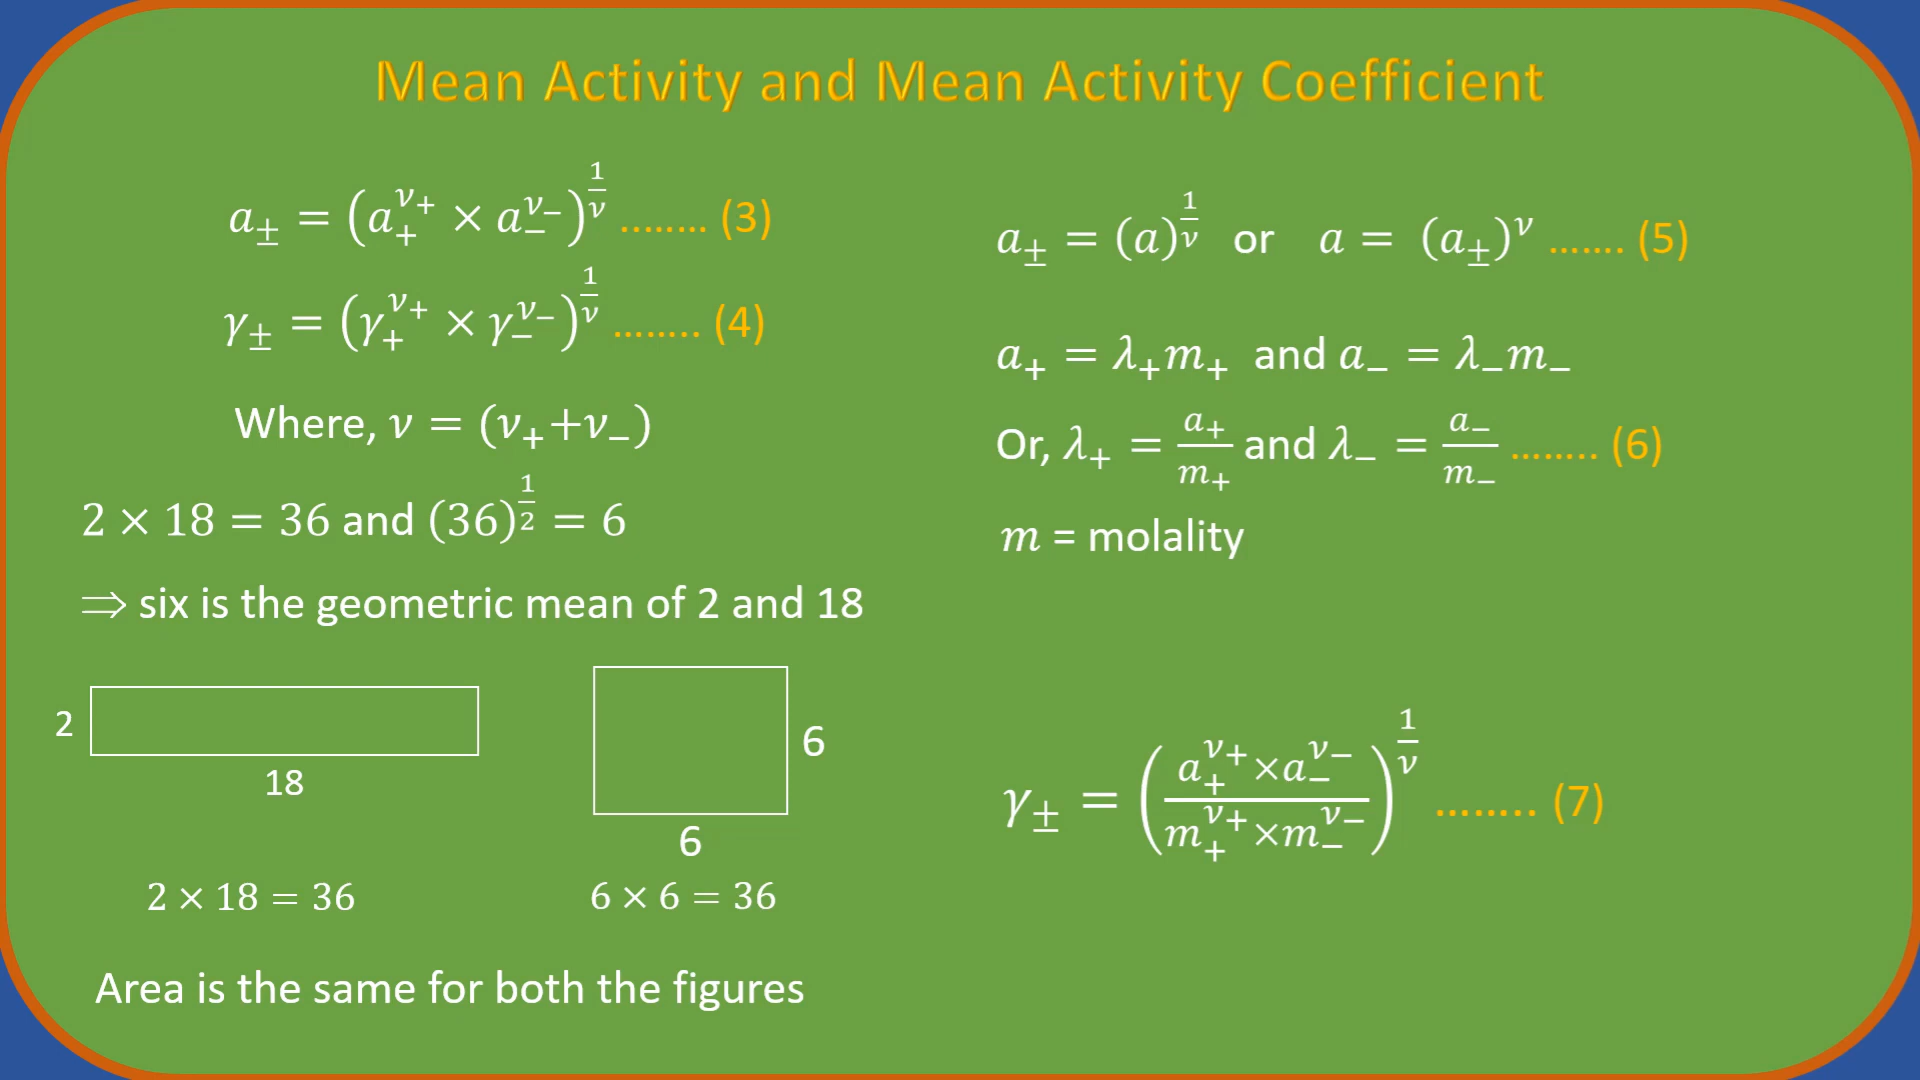 Mean Activity and Mean Activity Coefficient
a± = (a₊^ν₊ × a₋^ν₋)^(1/ν) ........ (3)
γ± = (γ₊^ν₊ × γ₋^ν₋)^(1/ν) ........ (4)
Where, ν = (ν₊+ν₋)
2 × 18 = 36 and (36)^(1/2) = 6
⇒ six is the geometric mean of 2 and 18
2
18
6
6
2 × 18 = 36
6 × 6 = 36
Area is the same for both the figures
a± = (a)^(1/ν) or a = (a±)^ν ....... (5)
a₊ = λ₊m₊ and a₋ = λ₋m₋
Or, λ₊ = a₊/m₊ and λ₋ = a₋/m₋ ........ (6)
m = molality
γ± = ((a₊^ν₊ × a₋^ν₋)/(m₊^ν₊ × m₋^ν₋))^(1/ν) ........ (7)